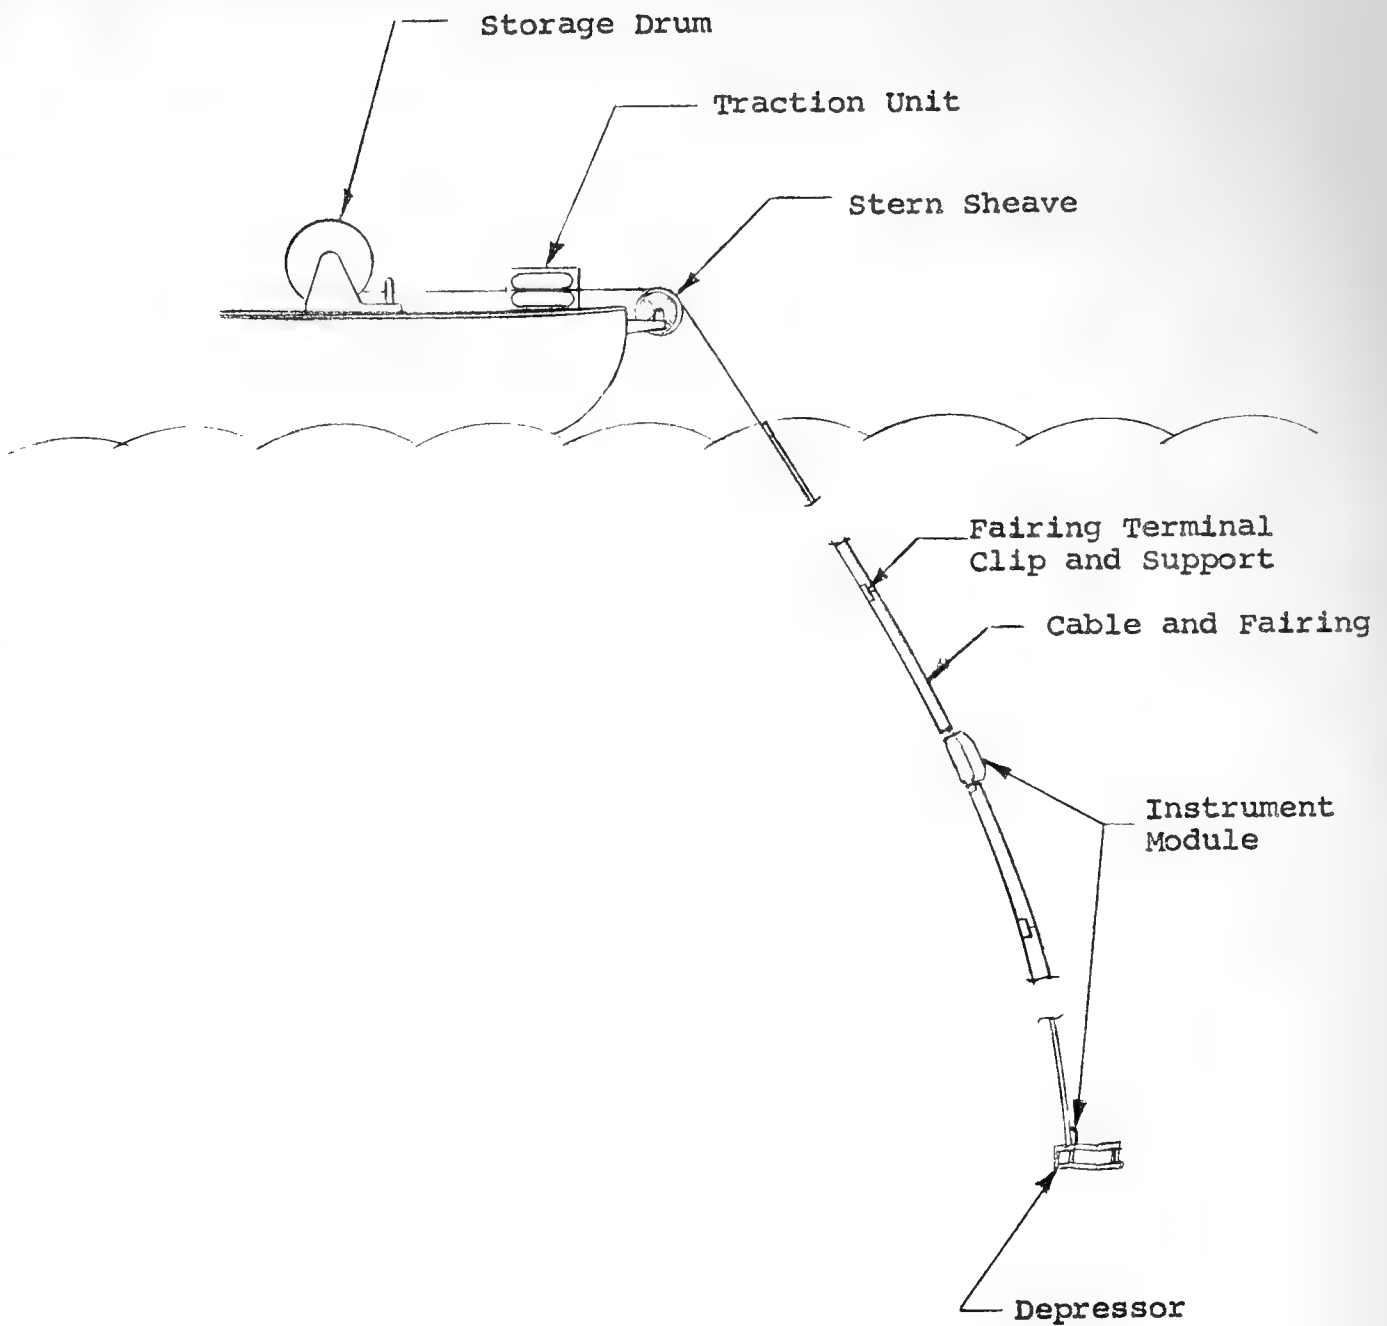 Storage Drum
Traction Unit
Stern Sheave
Fairing Terminal
Clip and Support
Cable and Fairing
Instrument
Module
Depressor